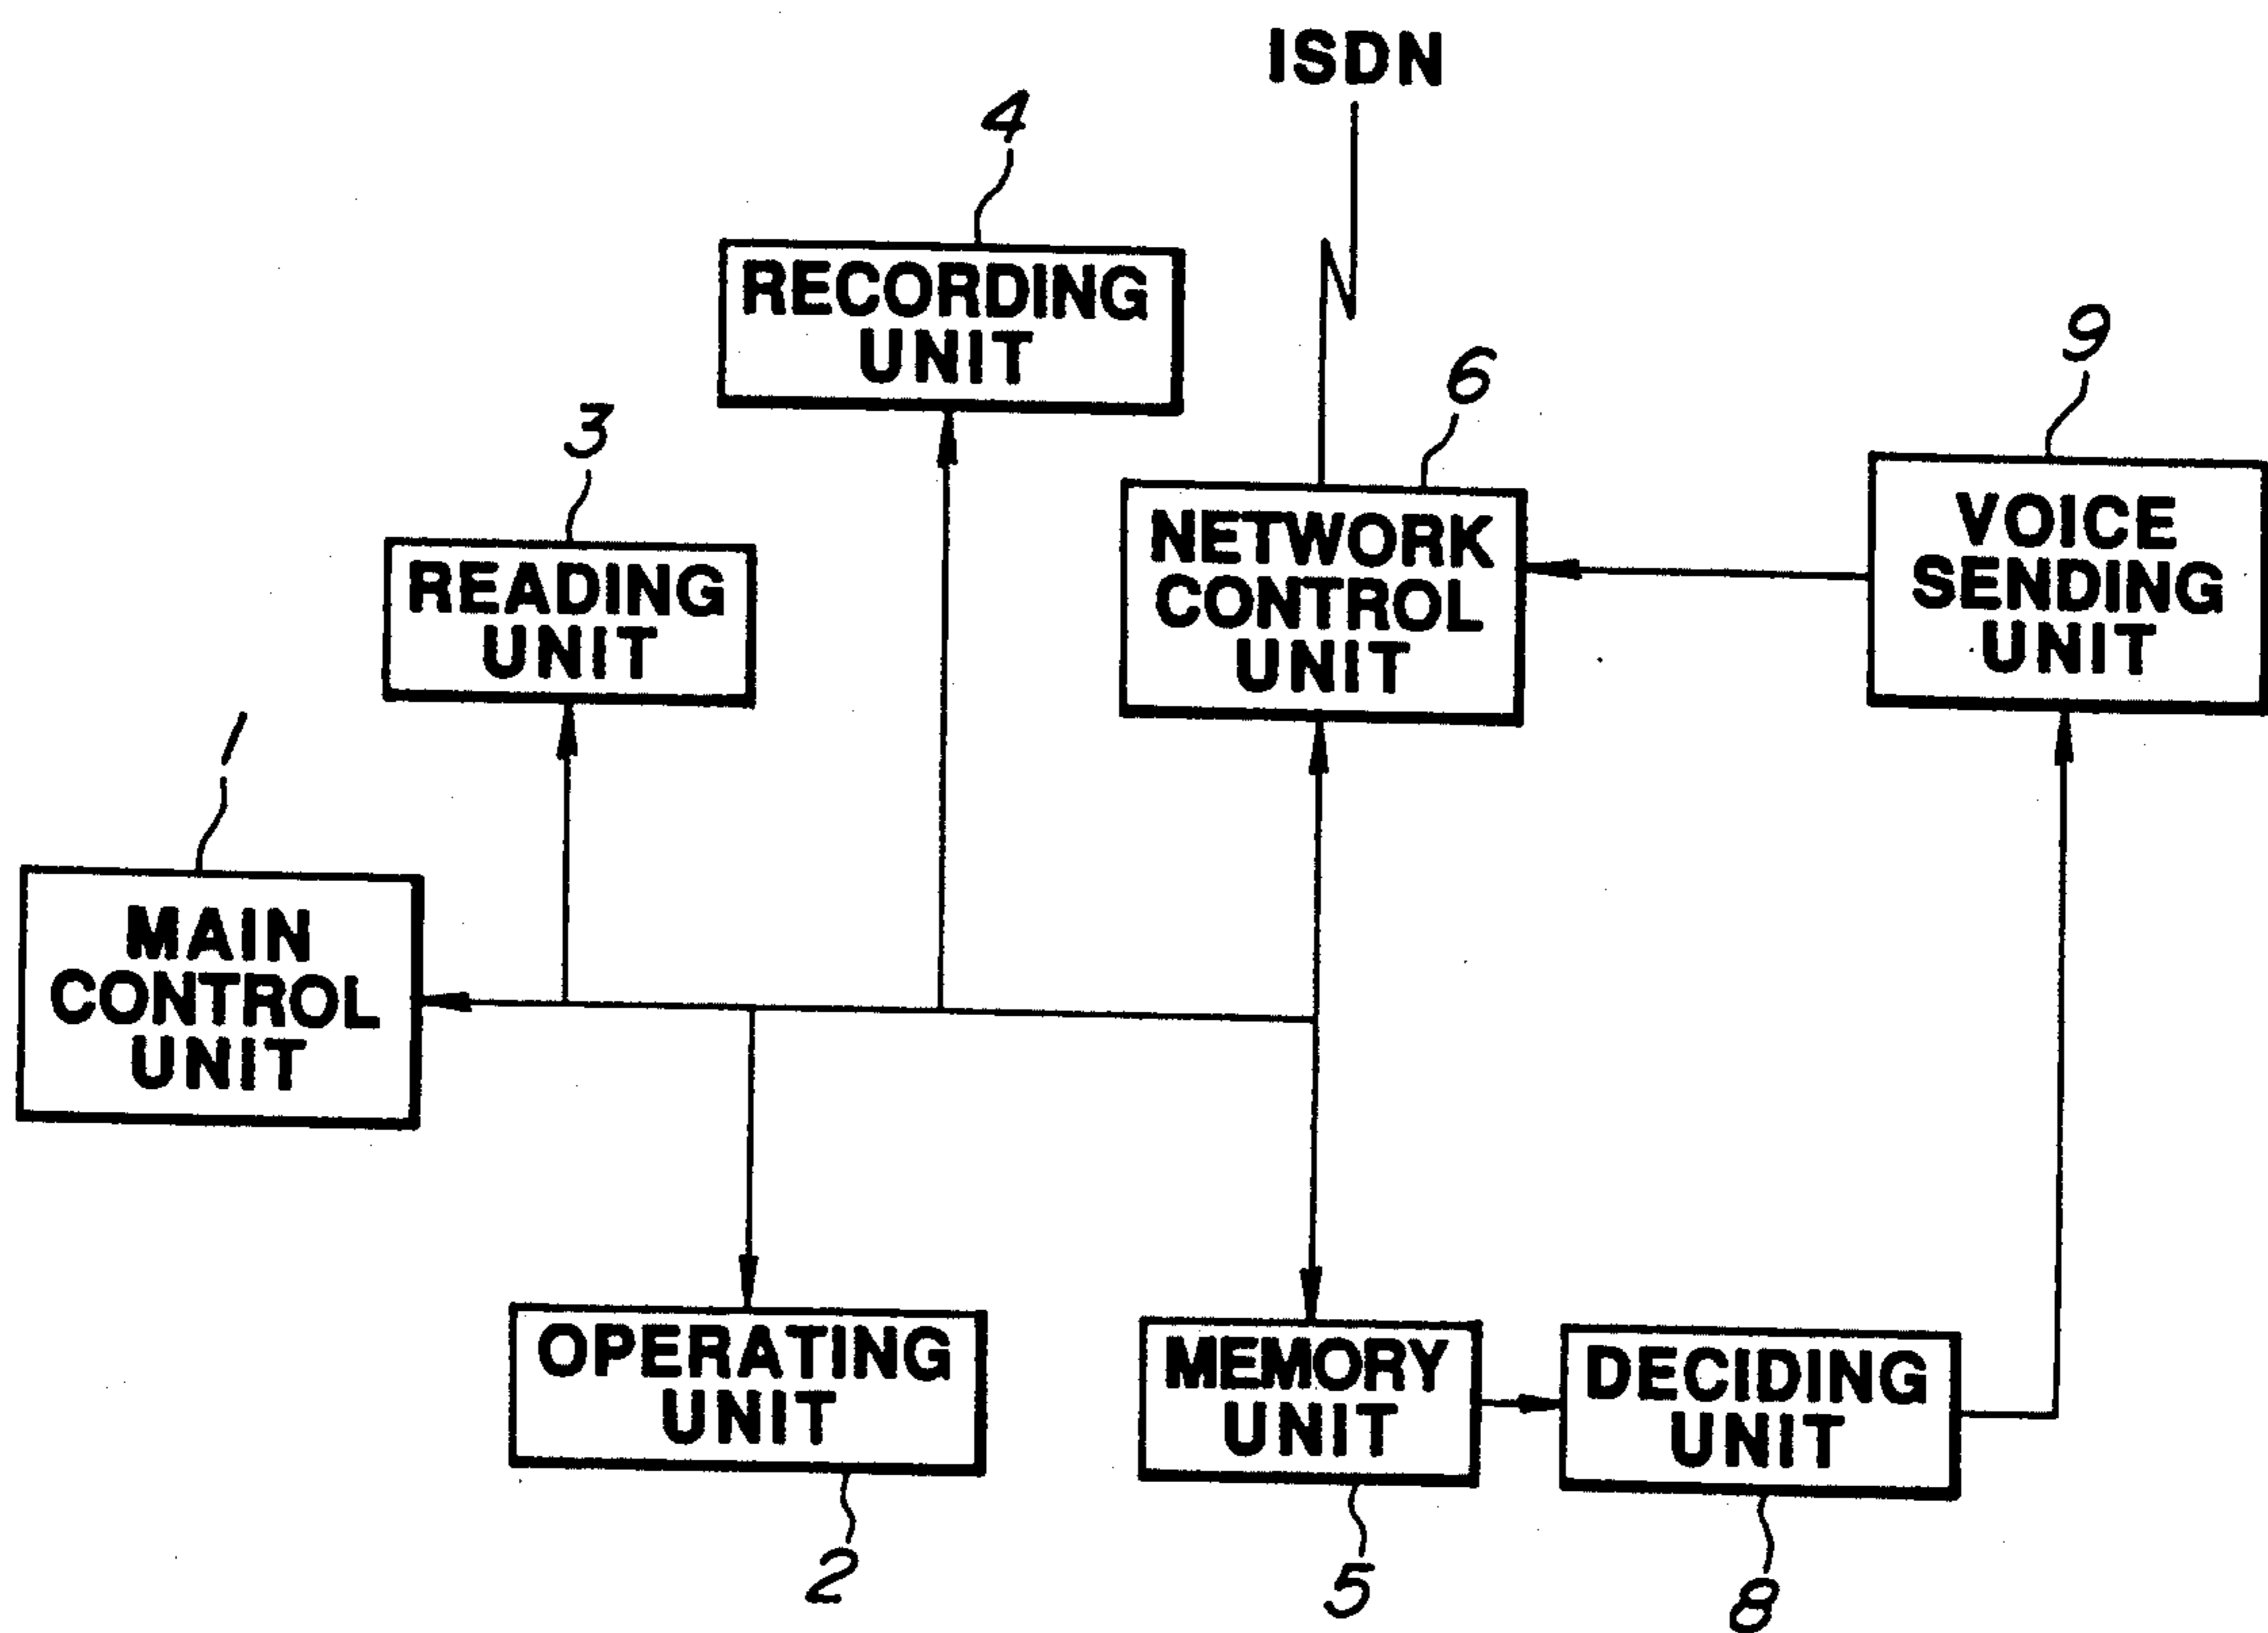 ISDN
4
RECORDING
UNIT
3
READING
UNIT
6
NETWORK
CONTROL
UNIT
9
VOICE
SENDING
UNIT
1
MAIN
CONTROL
UNIT
OPERATING
UNIT
2
MEMORY
UNIT
5
DECIDING
UNIT
8